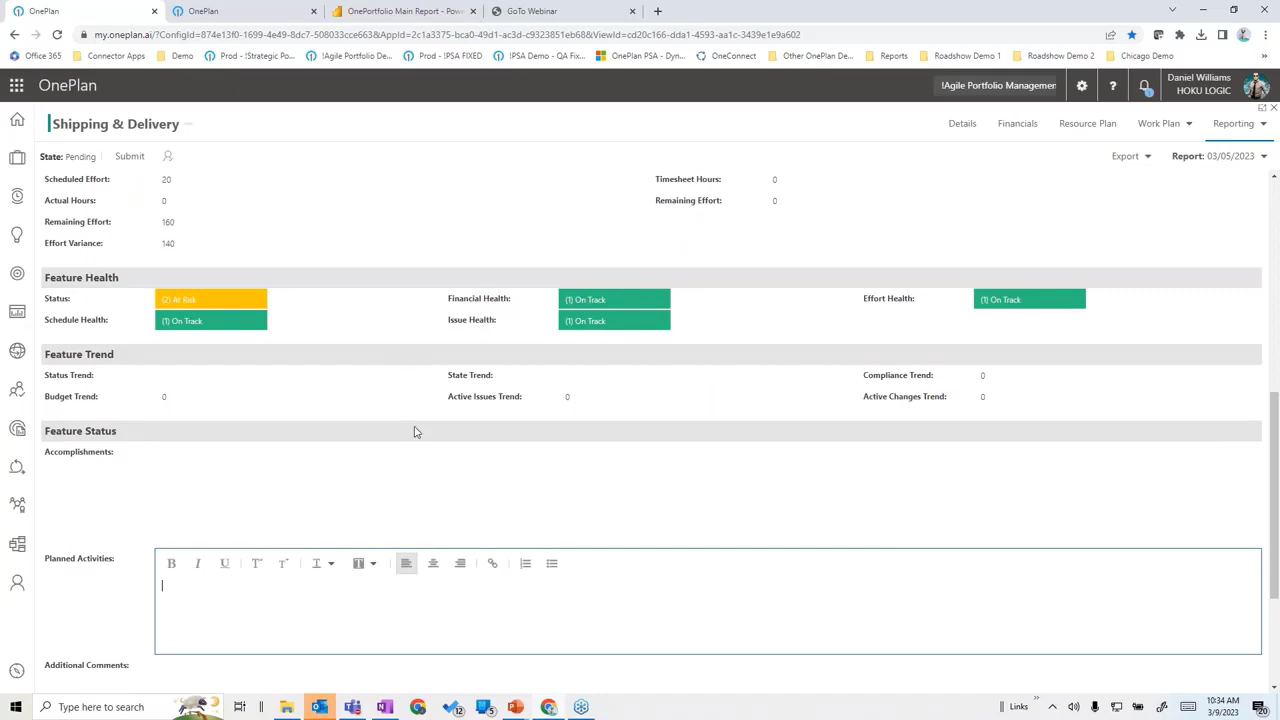 OnePlan
OnePlan
OnePortfolio Main Report - Powe
GoTo Webinar
my.oneplan.ai/?ConfigId=874e13f0-1699-4e49-8dc7-508033cce663&AppId=2c1a3375-bca0-49d1-ac3d-c9323851eb68&ViewId=cd20c166-dda1-4593-aa1c-3439e1e9a602
Office 365
Connector Apps
Demo
Prod - !Strategic Po...
!Agile Portfolio De...
Prod - !PSA FIXED
!PSA Demo - QA Fix...
OnePlan PSA - Dyn...
OneConnect
Other OnePlan De...
Reports
Roadshow Demo 1
Roadshow Demo 2
Chicago Demo
»
OnePlan
!Agile Portfolio Managemen
Daniel Williams
HOKU LOGIC
Shipping & Delivery
Details
Financials
Resource Plan
Work Plan
Reporting
State: Pending
Submit
Export
Report: 03/05/2023
Scheduled Effort: 20
Timesheet Hours: 0
Actual Hours: 0
Remaining Effort: 0
Remaining Effort: 160
Effort Variance: 140
Feature Health
Status: (2) At Risk
Financial Health: (1) On Track
Effort Health: (1) On Track
Schedule Health: (1) On Track
Issue Health: (1) On Track
Feature Trend
Status Trend:
State Trend:
Compliance Trend: 0
Budget Trend: 0
Active Issues Trend: 0
Active Changes Trend: 0
Feature Status
Accomplishments:
Planned Activities:
Additional Comments:
Type here to search
12
5
Links
10:34 AM
3/9/2023
20